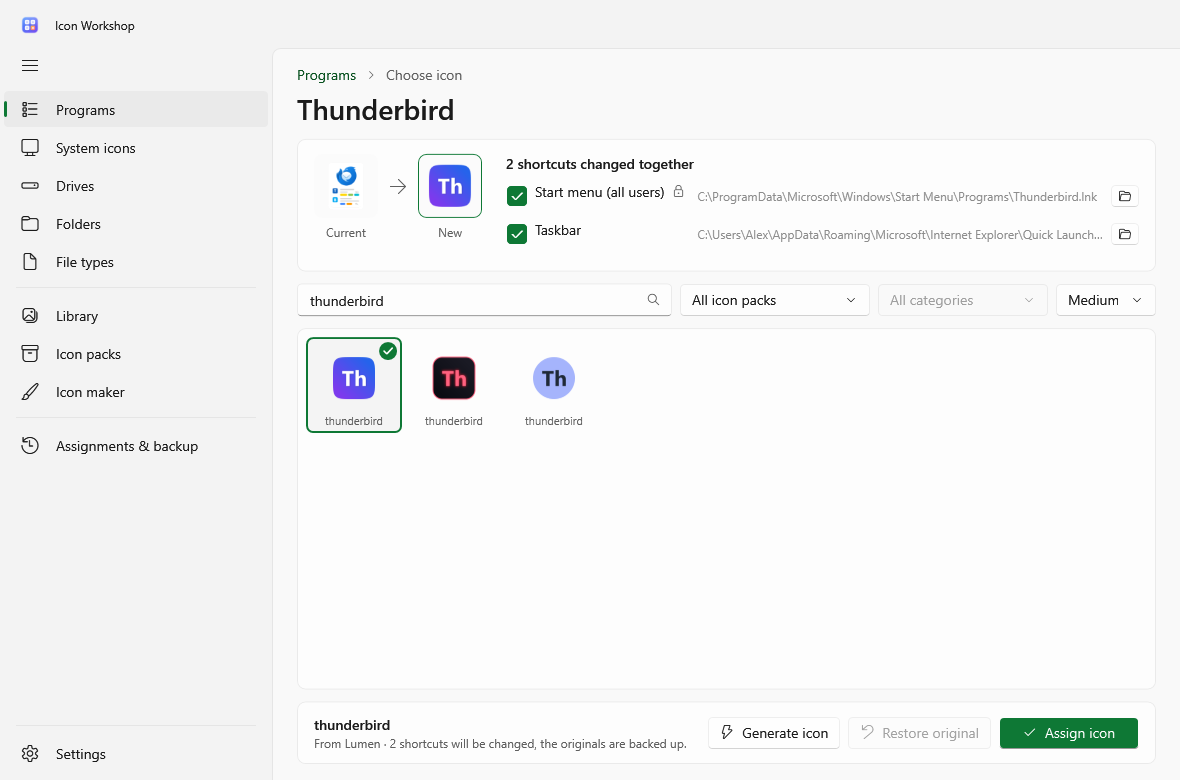 Icon Workshop
Programs
System icons
Drives
Folders
File types
Library
Icon packs
Icon maker
Assignments & backup
Settings
Programs > Choose icon
Thunderbird
Th
Current
New
2 shortcuts changed together
Start menu (all users)
C:\ProgramData\Microsoft\Windows\Start Menu\Programs\Thunderbird.lnk
Taskbar
C:\Users\Alex\AppData\Roaming\Microsoft\Internet Explorer\Quick Launch...
thunderbird
All icon packs
All categories
Medium
Th
thunderbird
Th
thunderbird
Th
thunderbird
thunderbird
From Lumen · 2 shortcuts will be changed, the originals are backed up.
Generate icon
Restore original
Assign icon